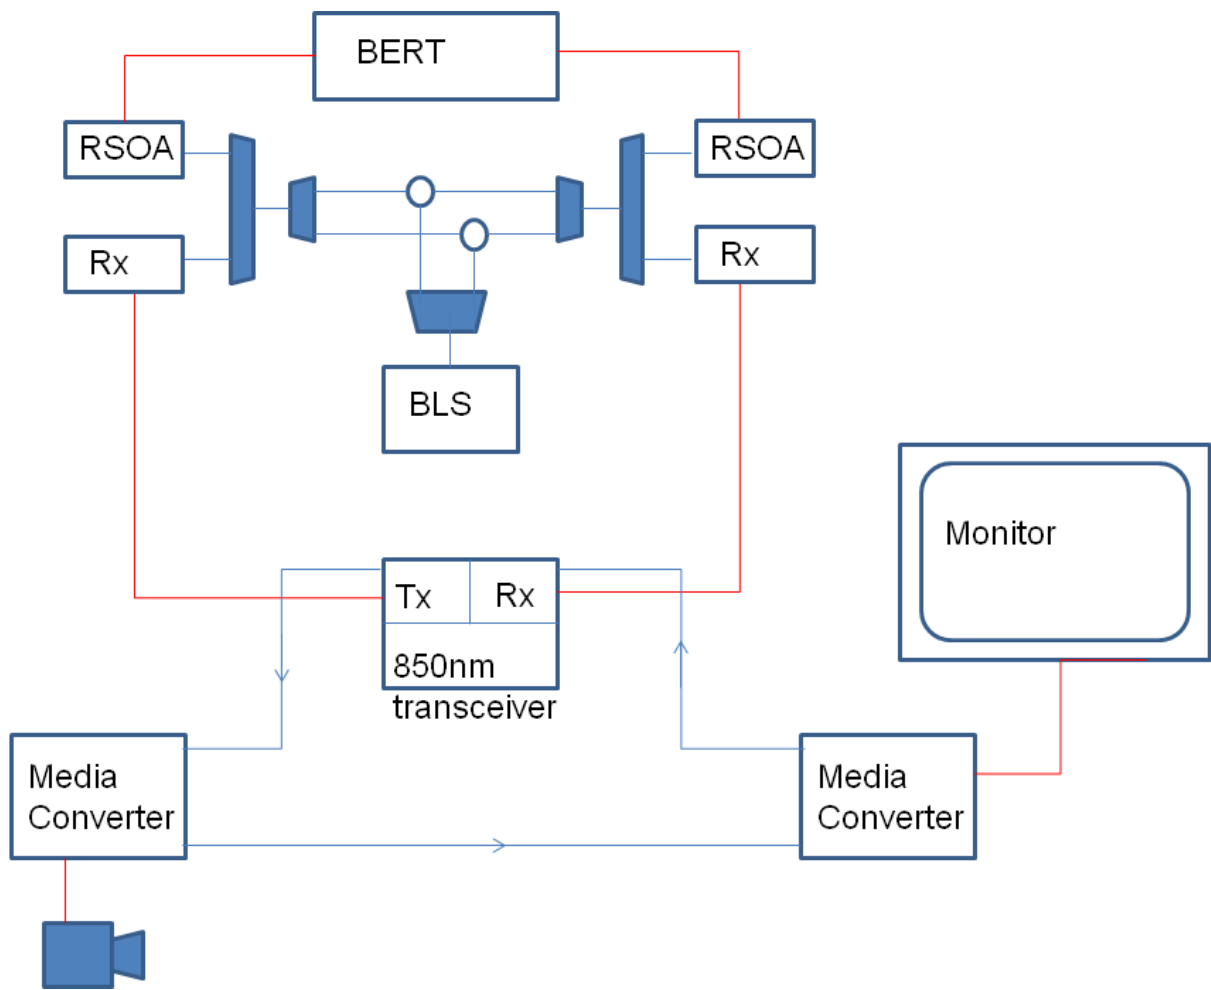 BERT
RSOA
RSOA
Rx
Rx
BLS
Monitor
Tx
Rx
850nm
transceiver
Media
Converter
Media
Converter